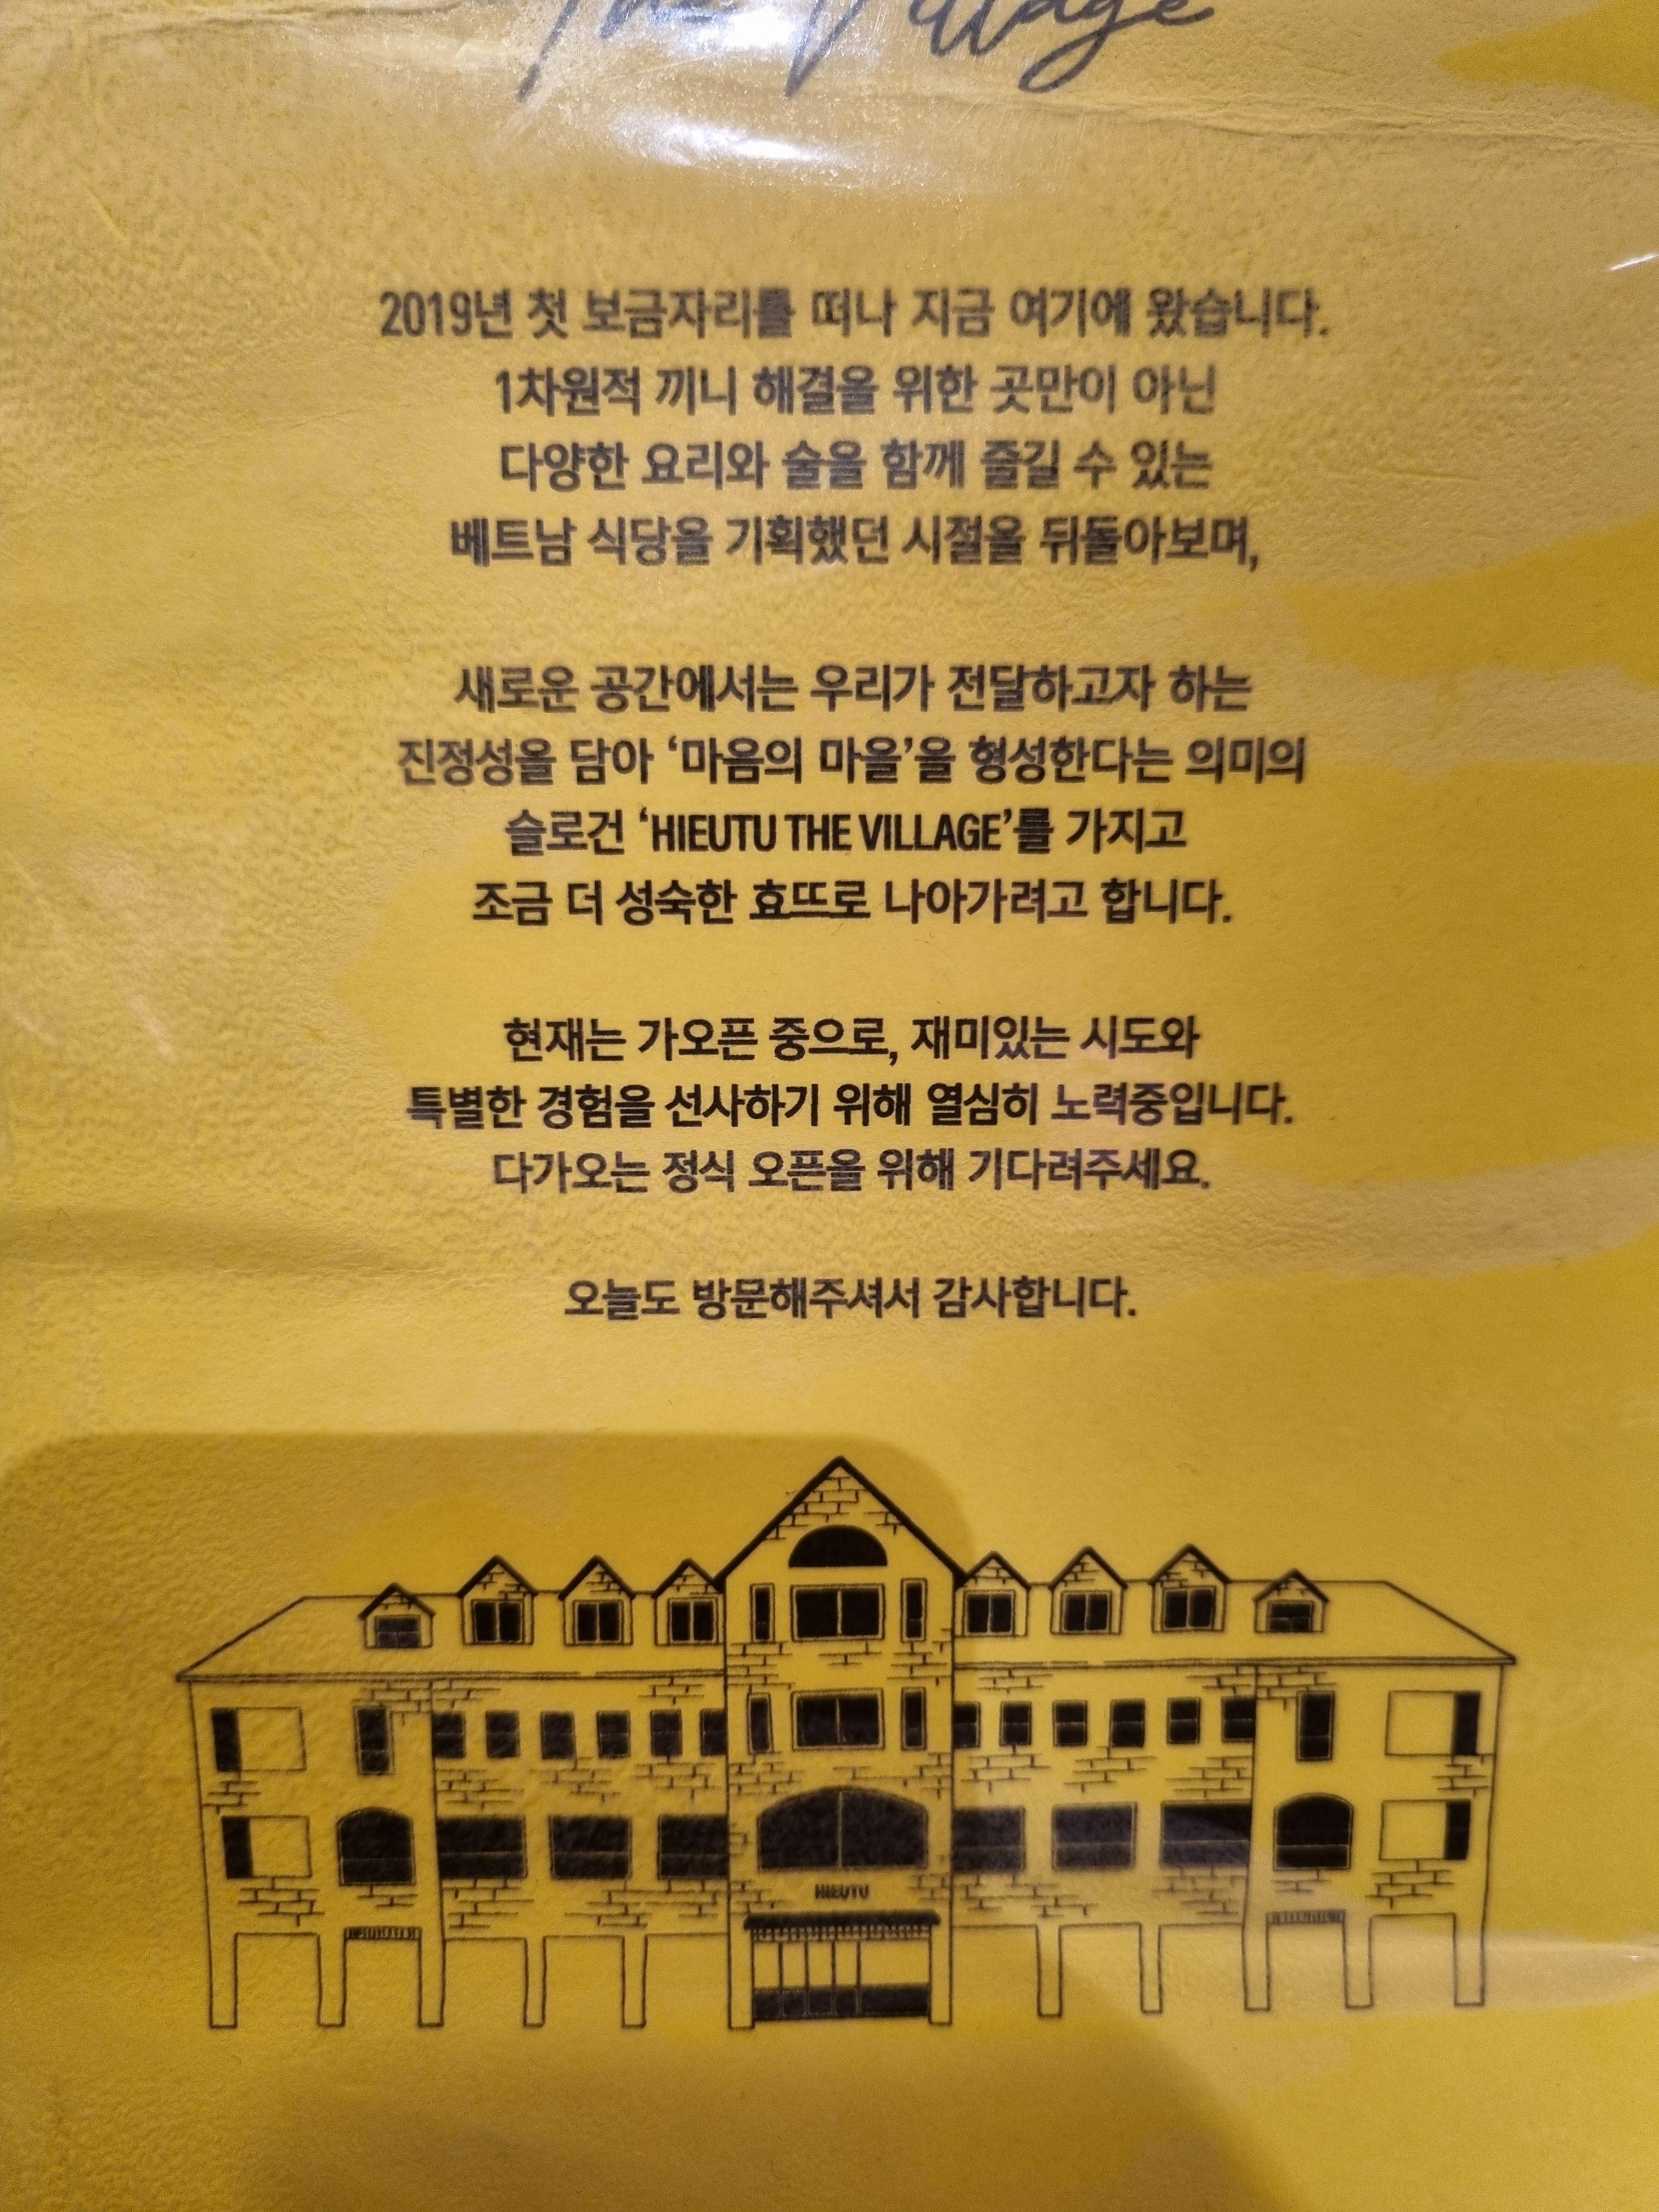 The Village
2019년 첫 보금자리를 떠나 지금 여기에 왔습니다.
1차원적 끼니 해결을 위한 곳만이 아닌
다양한 요리와 술을 함께 즐길 수 있는
베트남 식당을 기획했던 시절을 뒤돌아보며,
새로운 공간에서는 우리가 전달하고자 하는
진정성을 담아 ‘마음의 마을’을 형성한다는 의미의
슬로건 ‘HIEUTU THE VILLAGE’를 가지고
조금 더 성숙한 효뜨로 나아가려고 합니다.
현재는 가오픈 중으로, 재미있는 시도와
특별한 경험을 선사하기 위해 열심히 노력중입니다.
다가오는 정식 오픈을 위해 기다려주세요.
오늘도 방문해주셔서 감사합니다.
HIEUTU